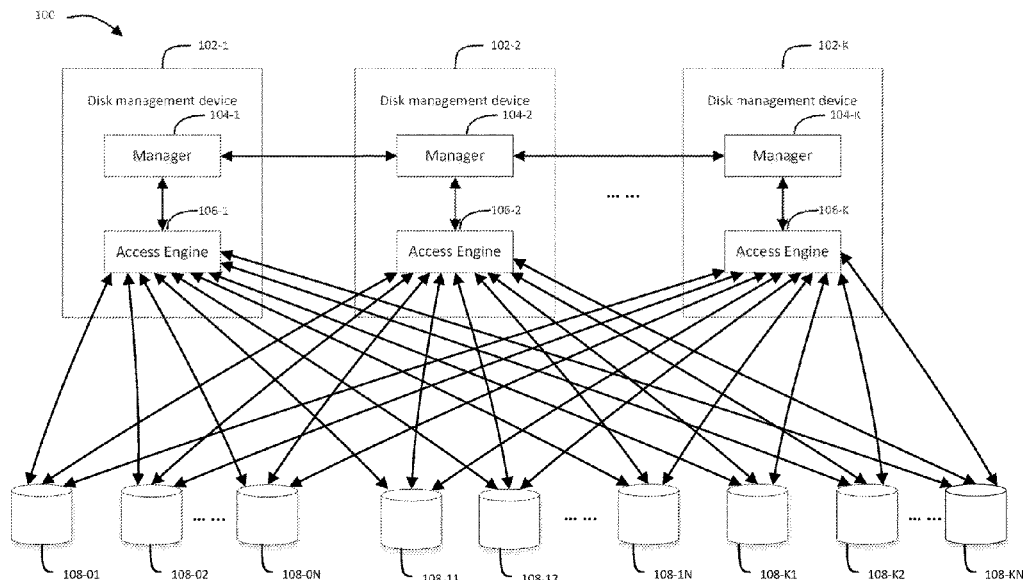 100
102-1
102-2
102-K
Disk management device
Disk management device
Disk management device
104-1
104-2
104-K
Manager
Manager
Manager
... ...
106-1
106-2
106-K
Access Engine
Access Engine
Access Engine
... ...
... ...
... ...
108-01
108-02
108-0N
108-11
108-12
108-1N
108-K1
108-K2
108-KN